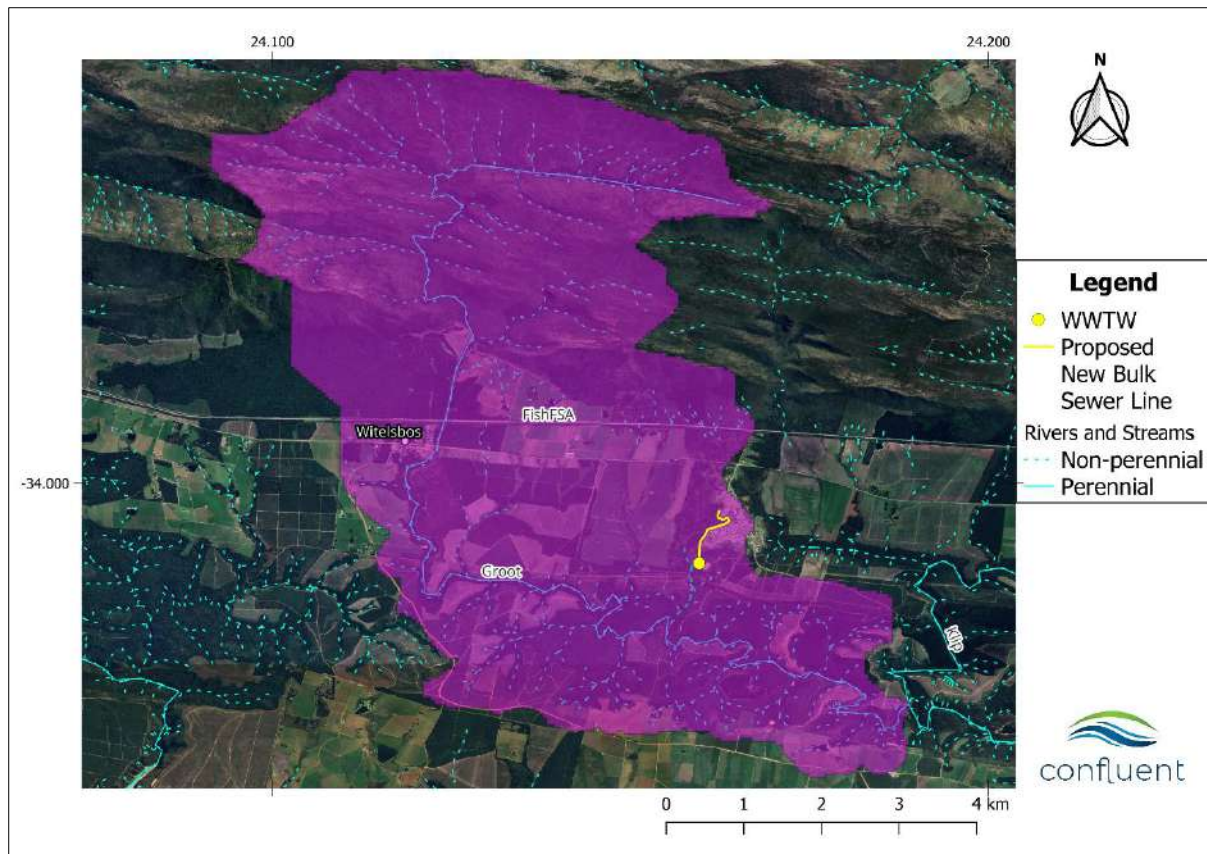 24.100
24.200
N
Legend
WWTW
Proposed
New Bulk
Sewer Line
Rivers and Streams
Non-perennial
Perennial
FishFSA
Witelsbos
-34.000
Groot
Klip
confluent
0 1 2 3 4 km